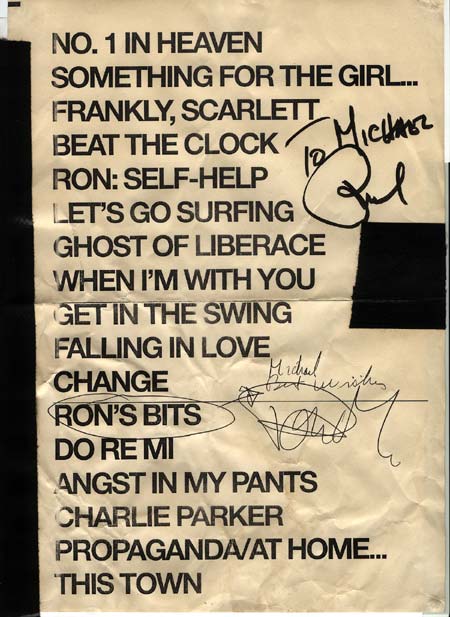 NO. 1 IN HEAVEN
SOMETHING FOR THE GIRL...
FRANKLY, SCARLETT
BEAT THE CLOCK
TO MICHAEL
RON: SELF-HELP
LET'S GO SURFING
GHOST OF LIBERACE
WHEN I'M WITH YOU
GET IN THE SWING
FALLING IN LOVE
Michael
Best wishes
CHANGE
RON'S BITS
DO RE MI
ANGST IN MY PANTS
CHARLIE PARKER
PROPAGANDA/AT HOME...
THIS TOWN